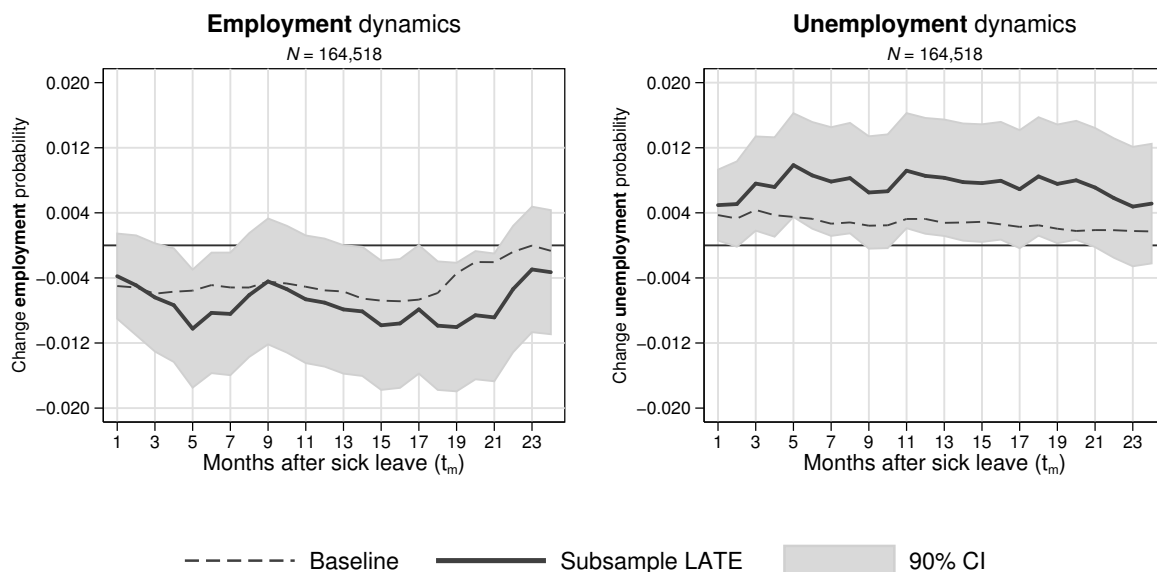 Employment dynamics
N = 164,518
Change employment probability
0.020
0.012
0.004
−0.004
−0.012
−0.020
1 3 5 7 9 11 13 15 17 19 21 23
Months after sick leave (tm)
Unemployment dynamics
N = 164,518
Change unemployment probability
0.020
0.012
0.004
−0.004
−0.012
−0.020
1 3 5 7 9 11 13 15 17 19 21 23
Months after sick leave (tm)
Baseline Subsample LATE 90% CI